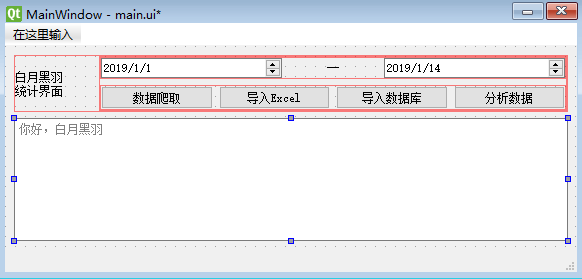 MainWindow - main.ui*
在这里输入
白月黑羽
统计界面
2019/1/1 — 2019/1/14
数据爬取 导入Excel 导入数据库 分析数据
你好，白月黑羽